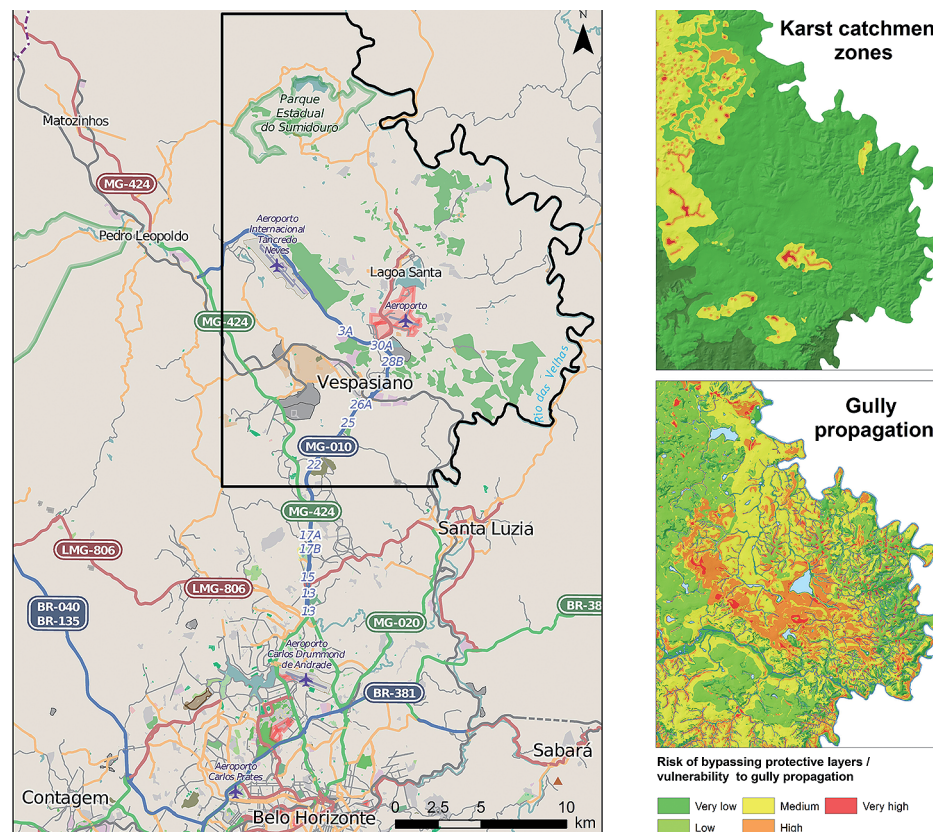 N
Parque
Estadual
do Sumidouro
Matozinhos
MG-424
Pedro Leopoldo
Aeroporto
Internacional
Tancredo
Neves
Lagoa Santa
Aeroporto
MG-424
3A
30A
28B
Rio das Velhas
Vespasiano
26A
25
MG-010
22
MG-424
Santa Luzia
17A
17B
LMG-806
15
LMG-806
13
13
BR-040
BR-135
BR-38
MG-020
Aeroporto
Carlos Drummond
de Andrade
BR-381
Sabará
Aeroporto
Carlos Prates
Contagem
Belo Horizonte
0 2.5 5 10
km
Karst catchmen
zones
Gully
propagation
Risk of bypassing protective layers /
vulnerability to gully propagation
Very low
Medium
Very high
Low
High